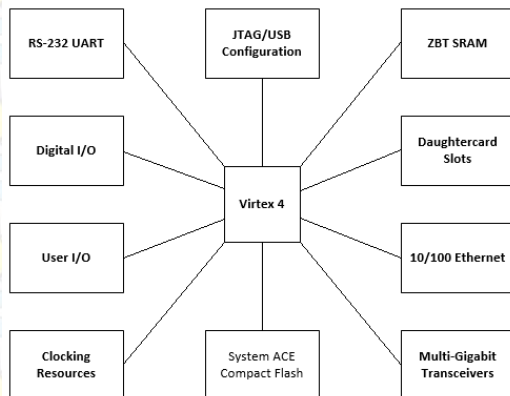 RS-232 UART
JTAG/USB
Configuration
ZBT SRAM
Digital I/O
Daughtercard
Slots
Virtex 4
User I/O
10/100 Ethernet
Clocking
Resources
System ACE
Compact Flash
Multi-Gigabit
Transceivers